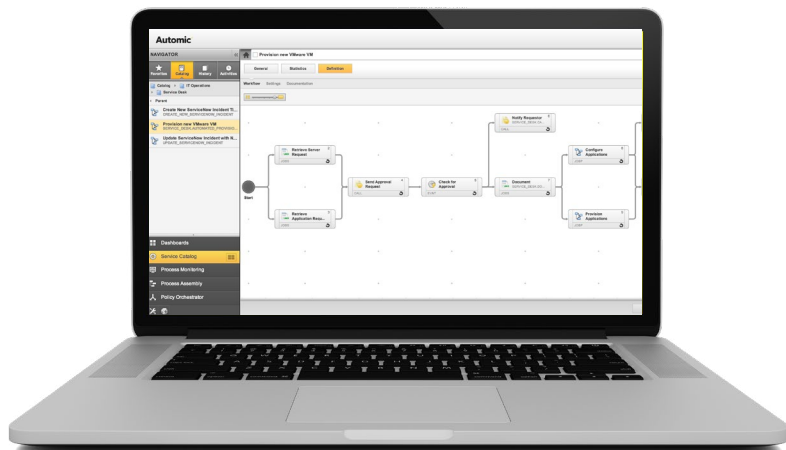 Automic
NAVIGATOR
Provision new VMware VM
Favorites Catalog History Activities
General Statistics Definition
Workflow Settings Documentation
Catalog IT Operations
Service Desk
Parent
Create New ServiceNow Incident Ti...
CREATE_NEW_SERVICENOW_INCIDENT
Provision new VMware VM
SERVICE_DESK.AUTOMATED_PROVISIO...
Update ServiceNow Incident with N...
UPDATE_SERVICENOW_INCIDENT
Notify Requestor
Retrieve Server
Request
Configure
Applications
Send Approval
Request
Check for
Approval
Document
Start
Retrieve
Application Requ...
Provision
Applications
Dashboards
Service Catalog
Process Monitoring
Process Assembly
Policy Orchestrator